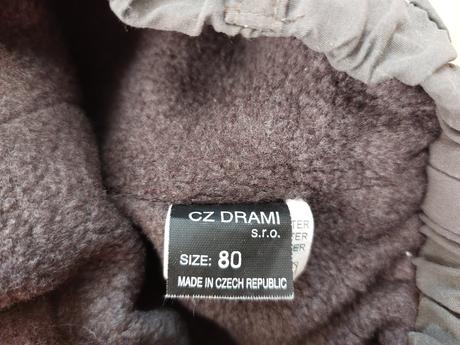 CZ DRAMI
s.r.o.
SIZE: 80
MADE IN CZECH REPUBLIC